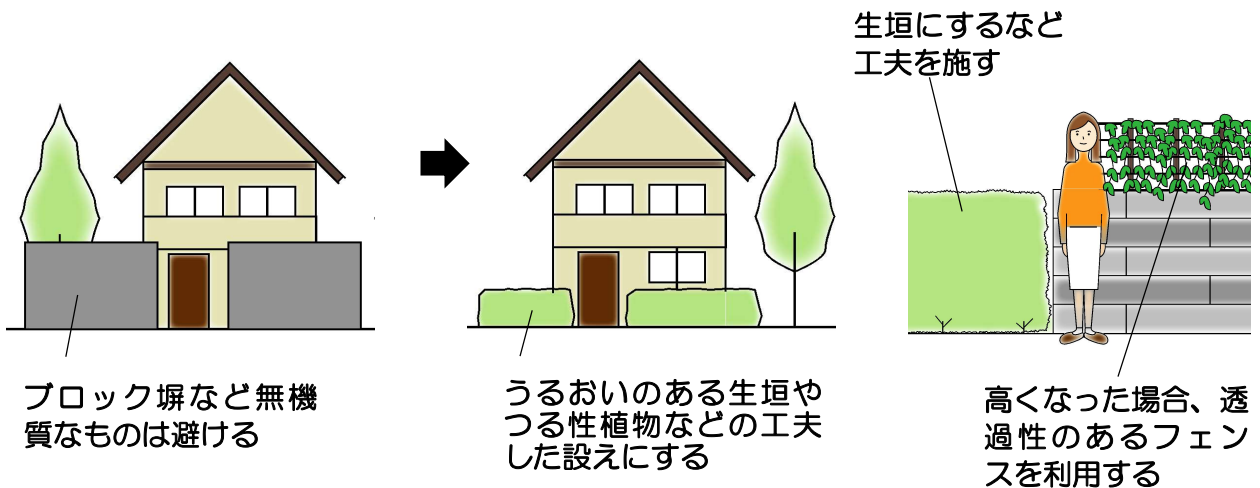 生垣にするなど
工夫を施す
ブロック塀など無機
質なものは避ける
うるおいのある生垣や
つる性植物などの工夫
した設えにする
高くなった場合、透
過性のあるフェン
スを利用する